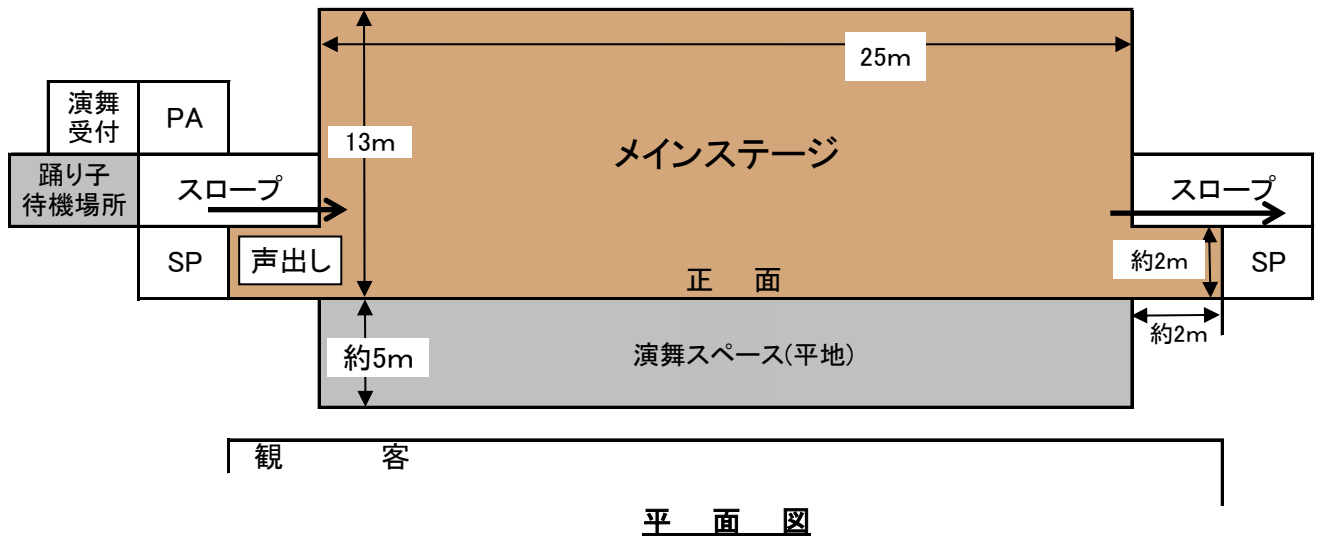 25m
演舞
受付
PA
13m
メインステージ
踊り子
待機場所
スロープ
スロープ
SP
声出し
正 面
約2m
SP
約2m
約5m
演舞スペース(平地)
観 客
平 面 図